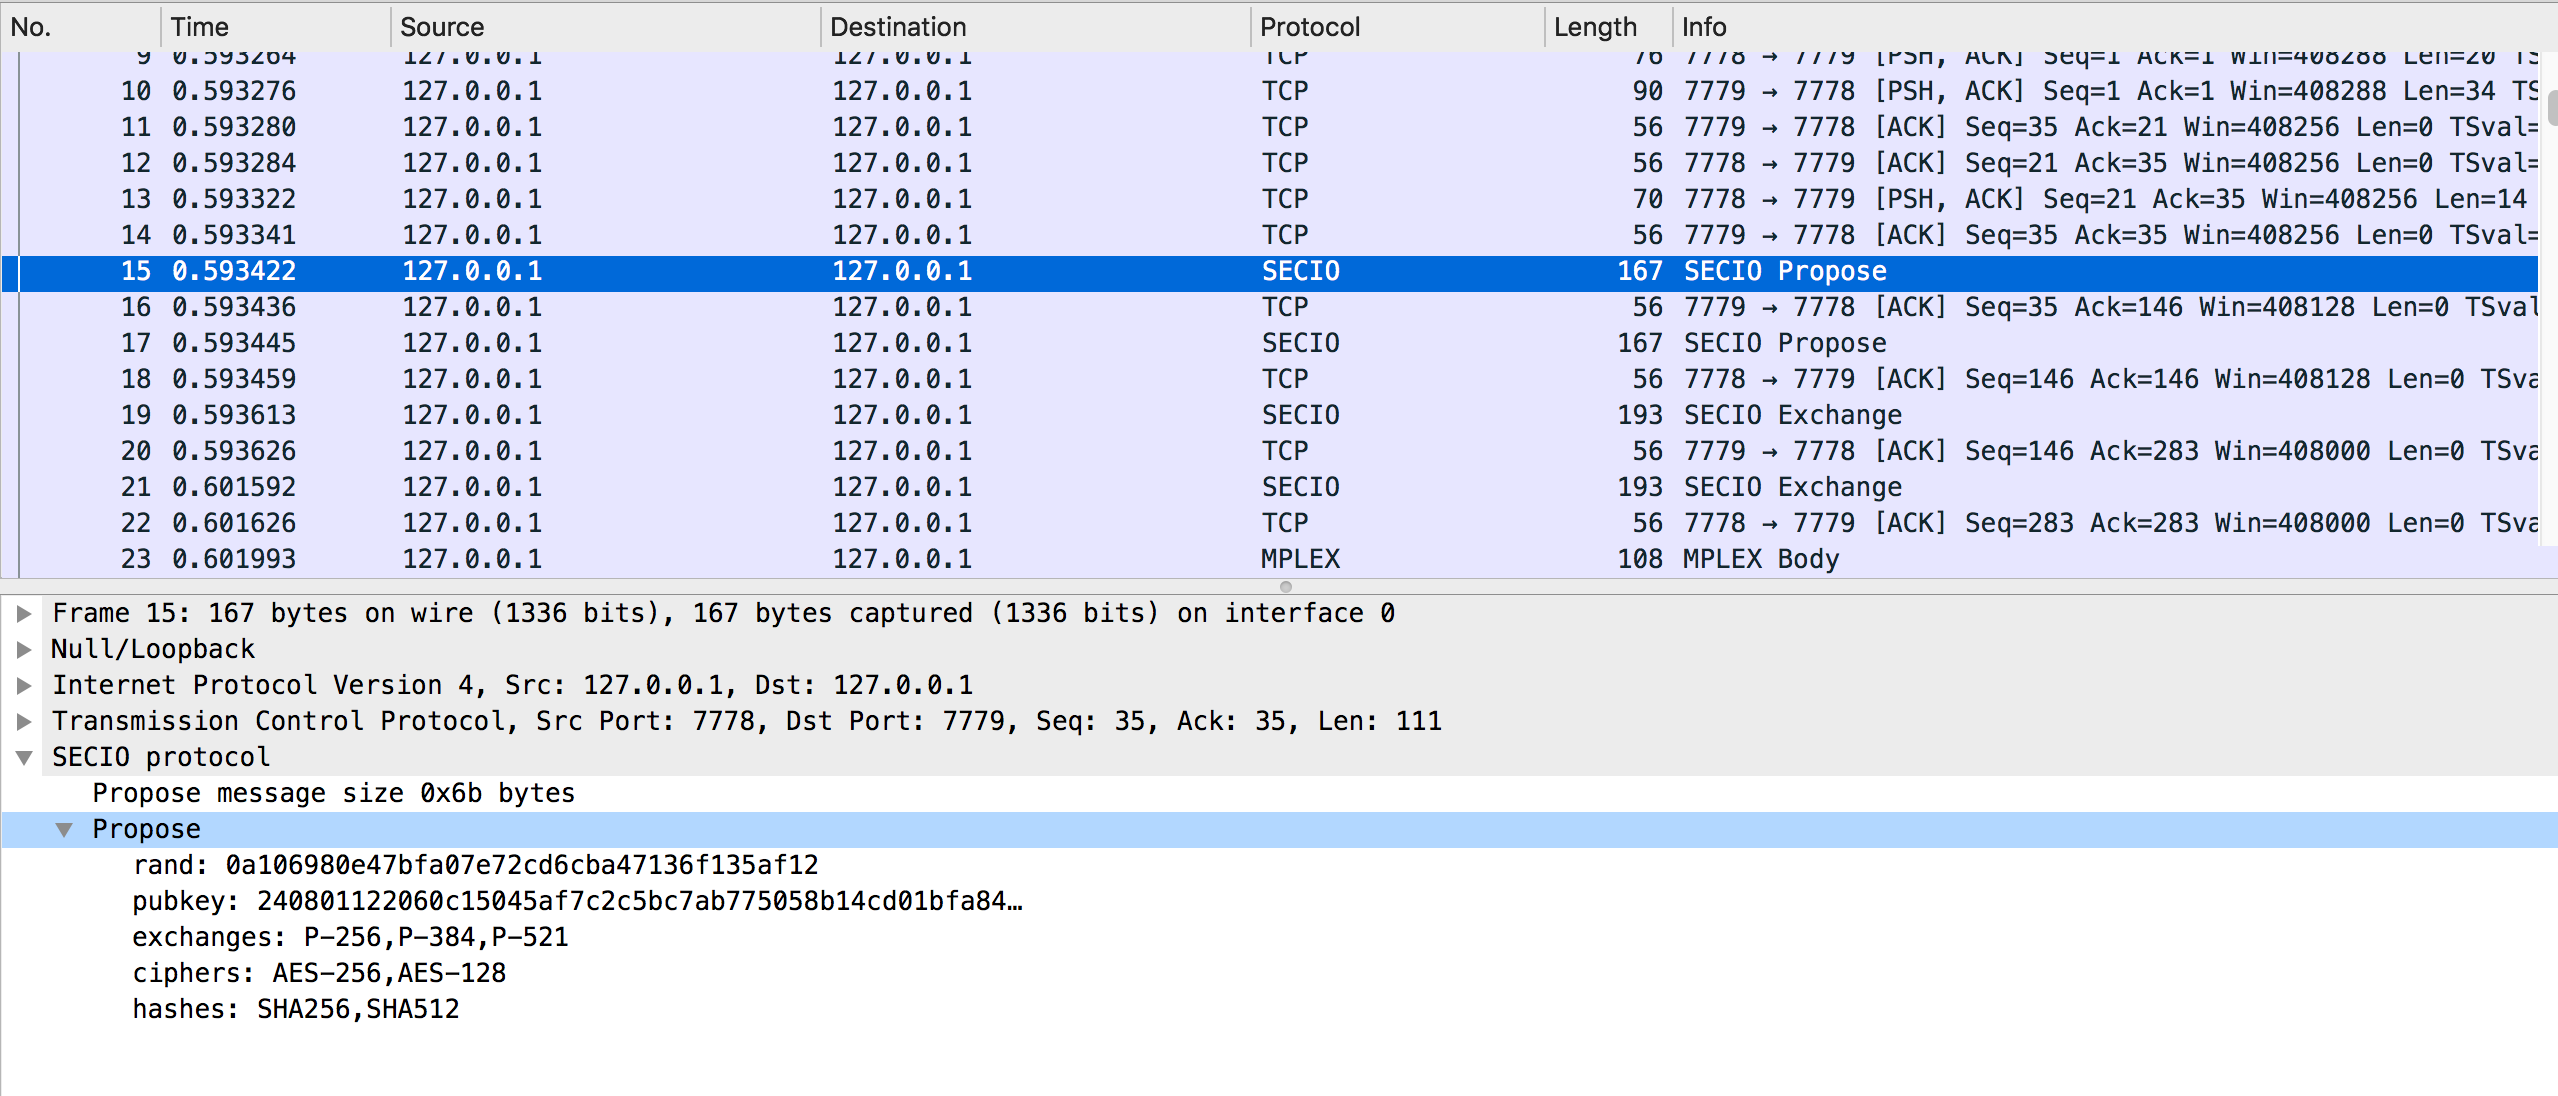 No. Time Source Destination Protocol Length Info
9 0.593264 127.0.0.1 127.0.0.1 TCP 76 7778 → 7779 [PSH, ACK] Seq=1 Ack=1 Win=408288 Len=20 TS
10 0.593276 127.0.0.1 127.0.0.1 TCP 90 7779 → 7778 [PSH, ACK] Seq=1 Ack=1 Win=408288 Len=34 TS
11 0.593280 127.0.0.1 127.0.0.1 TCP 56 7779 → 7778 [ACK] Seq=35 Ack=21 Win=408256 Len=0 TSval=
12 0.593284 127.0.0.1 127.0.0.1 TCP 56 7778 → 7779 [ACK] Seq=21 Ack=35 Win=408256 Len=0 TSval=
13 0.593322 127.0.0.1 127.0.0.1 TCP 70 7778 → 7779 [PSH, ACK] Seq=21 Ack=35 Win=408256 Len=14
14 0.593341 127.0.0.1 127.0.0.1 TCP 56 7779 → 7778 [ACK] Seq=35 Ack=35 Win=408256 Len=0 TSval=
15 0.593422 127.0.0.1 127.0.0.1 SECIO 167 SECIO Propose
16 0.593436 127.0.0.1 127.0.0.1 TCP 56 7779 → 7778 [ACK] Seq=35 Ack=146 Win=408128 Len=0 TSval
17 0.593445 127.0.0.1 127.0.0.1 SECIO 167 SECIO Propose
18 0.593459 127.0.0.1 127.0.0.1 TCP 56 7778 → 7779 [ACK] Seq=146 Ack=146 Win=408128 Len=0 TSva
19 0.593613 127.0.0.1 127.0.0.1 SECIO 193 SECIO Exchange
20 0.593626 127.0.0.1 127.0.0.1 TCP 56 7779 → 7778 [ACK] Seq=146 Ack=283 Win=408000 Len=0 TSva
21 0.601592 127.0.0.1 127.0.0.1 SECIO 193 SECIO Exchange
22 0.601626 127.0.0.1 127.0.0.1 TCP 56 7778 → 7779 [ACK] Seq=283 Ack=283 Win=408000 Len=0 TSva
23 0.601993 127.0.0.1 127.0.0.1 MPLEX 108 MPLEX Body
Frame 15: 167 bytes on wire (1336 bits), 167 bytes captured (1336 bits) on interface 0
Null/Loopback
Internet Protocol Version 4, Src: 127.0.0.1, Dst: 127.0.0.1
Transmission Control Protocol, Src Port: 7778, Dst Port: 7779, Seq: 35, Ack: 35, Len: 111
SECIO protocol
Propose message size 0x6b bytes
Propose
rand: 0a106980e47bfa07e72cd6cba47136f135af12
pubkey: 240801122060c15045af7c2c5bc7ab775058b14cd01bfa84…
exchanges: P-256,P-384,P-521
ciphers: AES-256,AES-128
hashes: SHA256,SHA512